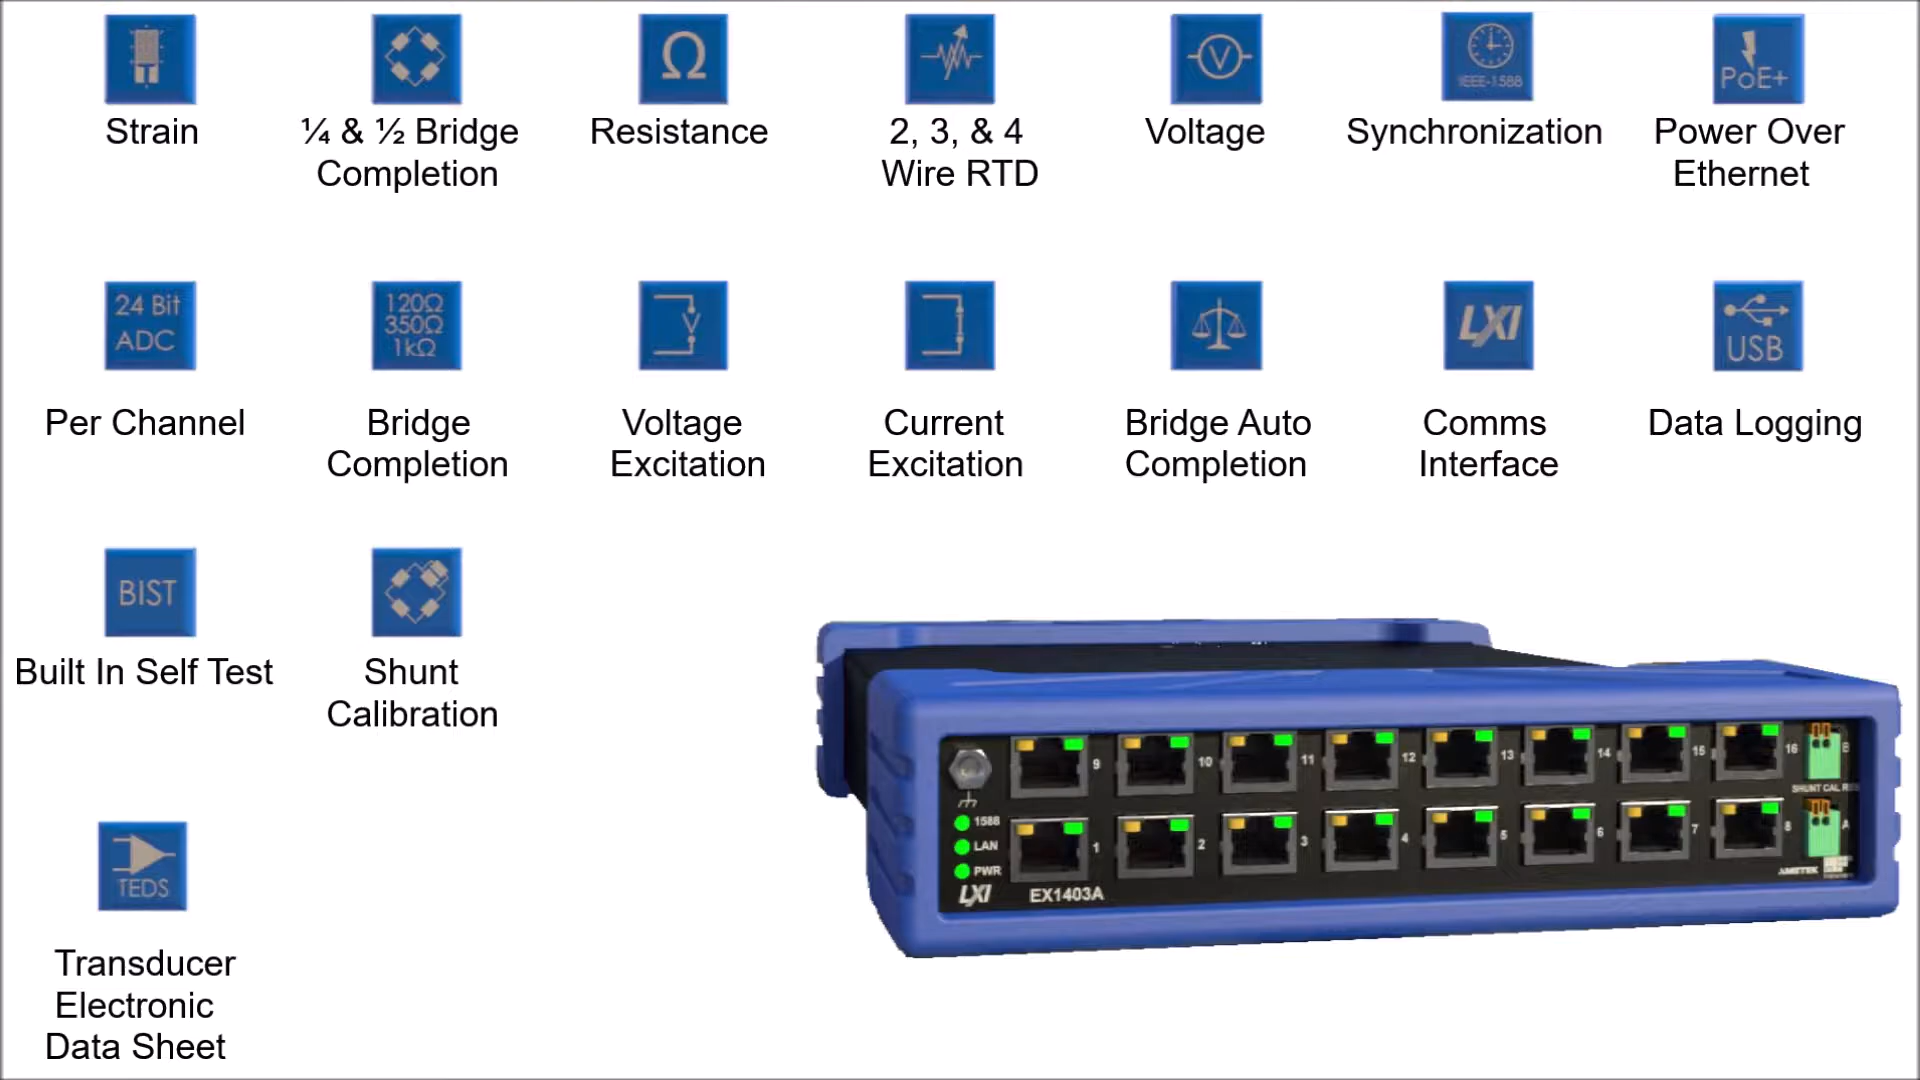 IEEE-1588
PoE+
Strain
¼ & ½ Bridge
Completion
Resistance
2, 3, & 4
Wire RTD
Voltage
Synchronization
Power Over
Ethernet
24 Bit
ADC
120Ω
350Ω
1kΩ
V
LXI
USB
Per Channel
Bridge
Completion
Voltage
Excitation
Current
Excitation
Bridge Auto
Completion
Comms
Interface
Data Logging
BIST
Built In Self Test
Shunt
Calibration
TEDS
Transducer
Electronic
Data Sheet
9 10 11 12 13 14 15 16 B
SHUNT CAL
1588
LAN
PWR
1 2 3 4 5 6 7 8 A
LXI
EX1403A
AMETEK